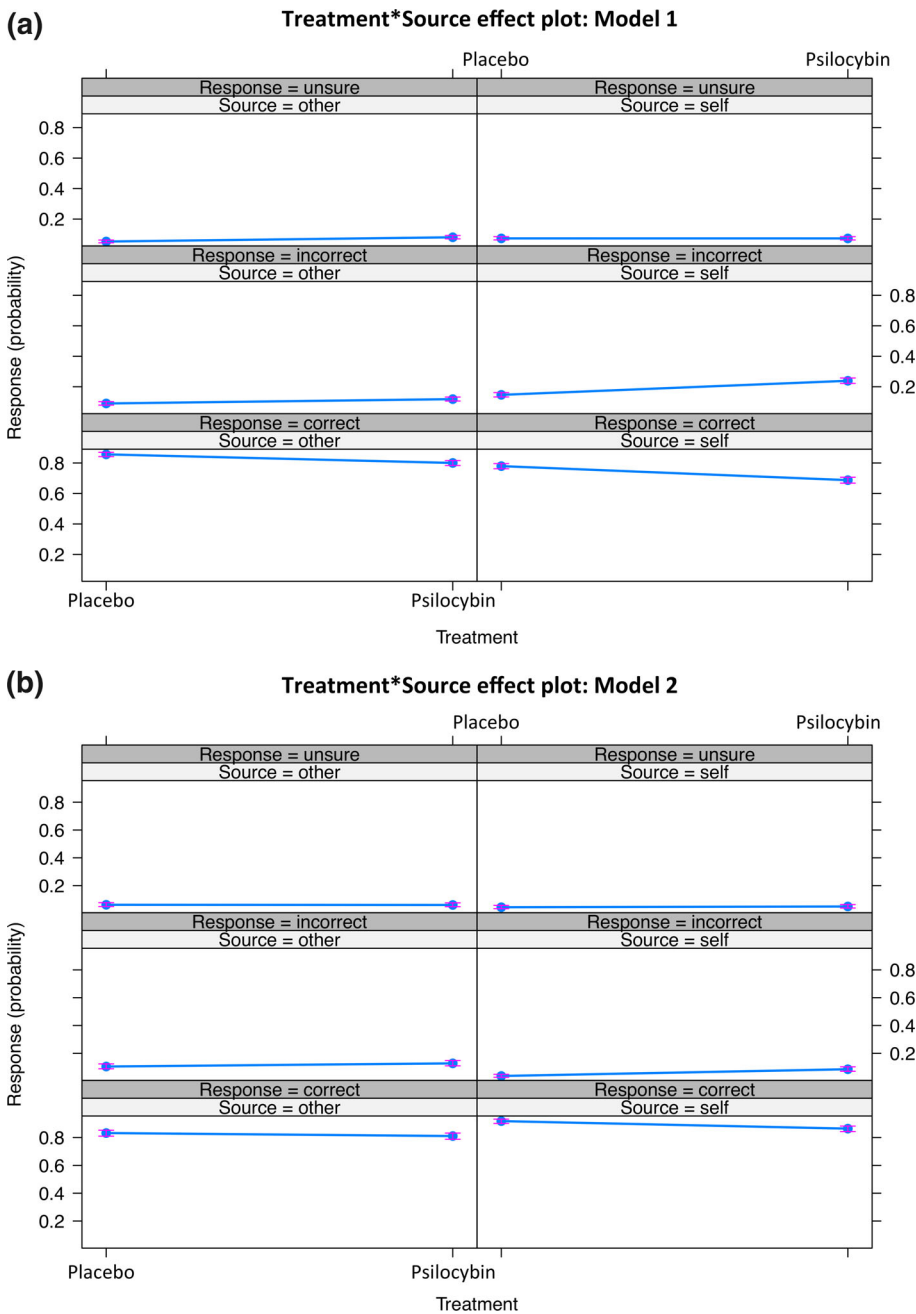 (a)
Treatment*Source effect plot: Model 1
Placebo Psilocybin
Response = unsure Response = unsure
Source = other Source = self
0.8
0.6
0.4
0.2
Response = incorrect Response = incorrect
Source = other Source = self
0.8
0.6
0.4
0.2
Response = correct Response = correct
Source = other Source = self
0.8
0.6
0.4
0.2
Response (probability)
Placebo Psilocybin
Treatment
(b)
Treatment*Source effect plot: Model 2
Placebo Psilocybin
Response = unsure Response = unsure
Source = other Source = self
0.8
0.6
0.4
0.2
Response = incorrect Response = incorrect
Source = other Source = self
0.8
0.6
0.4
0.2
Response = correct Response = correct
Source = other Source = self
0.8
0.6
0.4
0.2
Response (probability)
Placebo Psilocybin
Treatment